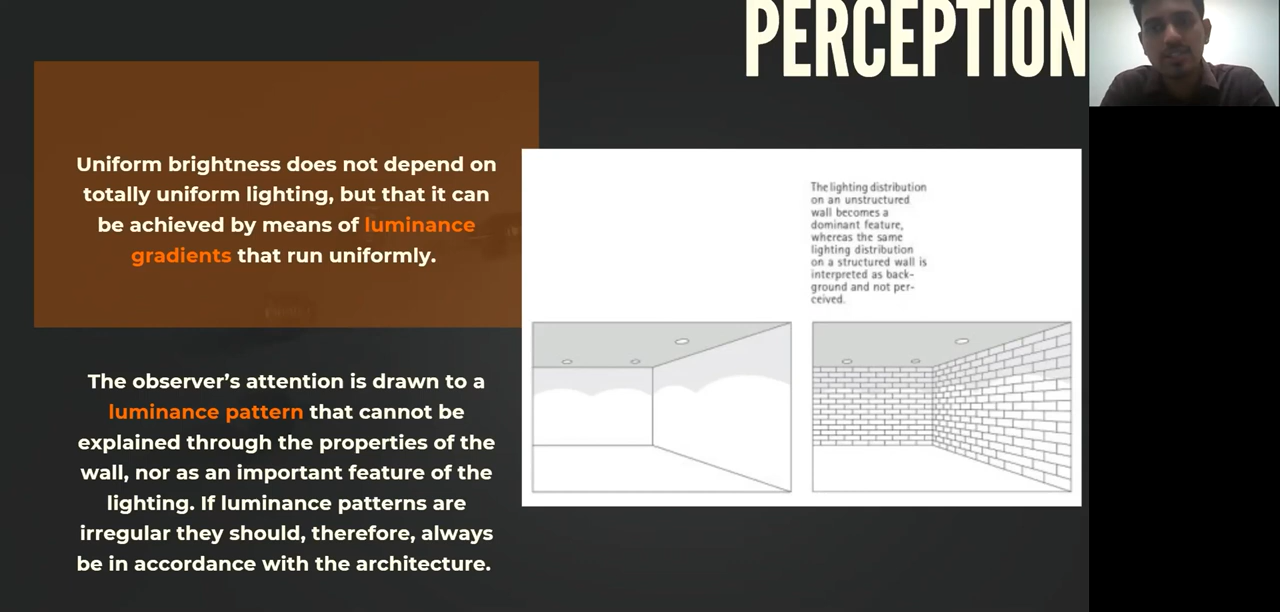 PERCEPTION
Uniform brightness does not depend on
totally uniform lighting, but that it can
be achieved by means of luminance
gradients that run uniformly.
The observer’s attention is drawn to a
luminance pattern that cannot be
explained through the properties of the
wall, nor as an important feature of the
lighting. If luminance patterns are
irregular they should, therefore, always
be in accordance with the architecture.
The lighting distribution
on an unstructured
wall becomes a
dominant feature,
whereas the same
lighting distribution
on a structured wall is
interpreted as back-
ground and not per-
ceived.